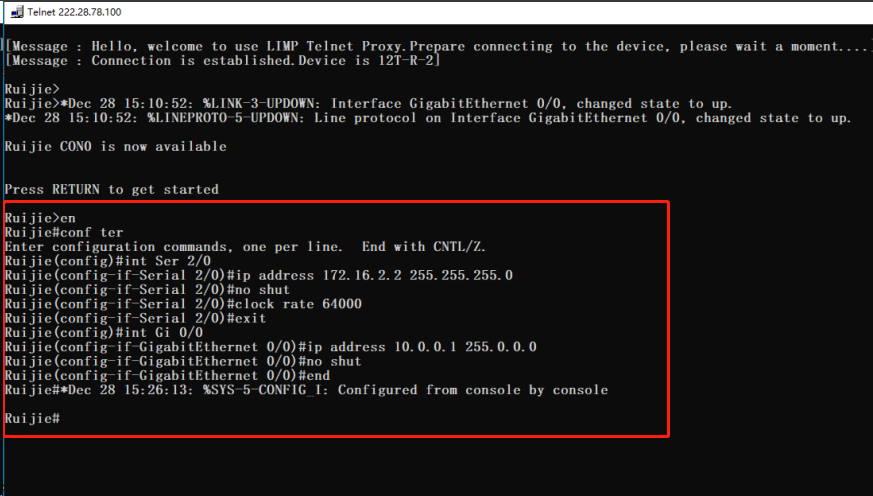 Telnet 222.28.78.100
[Message : Hello, welcome to use LIMP Telnet Proxy.Prepare connecting to the device, please wait a moment....]
[Message : Connection is established.Device is 12T-R-2]
Ruijie>
Ruijie>*Dec 28 15:10:52: %LINK-3-UPDOWN: Interface GigabitEthernet 0/0, changed state to up.
*Dec 28 15:10:52: %LINEPROTO-5-UPDOWN: Line protocol on Interface GigabitEthernet 0/0, changed state to up.
Ruijie CON0 is now available
Press RETURN to get started
Ruijie>en
Ruijie#conf ter
Enter configuration commands, one per line.  End with CNTL/Z.
Ruijie(config)#int Ser 2/0
Ruijie(config-if-Serial 2/0)#ip address 172.16.2.2 255.255.255.0
Ruijie(config-if-Serial 2/0)#no shut
Ruijie(config-if-Serial 2/0)#clock rate 64000
Ruijie(config-if-Serial 2/0)#exit
Ruijie(config)#int Gi 0/0
Ruijie(config-if-GigabitEthernet 0/0)#ip address 10.0.0.1 255.0.0.0
Ruijie(config-if-GigabitEthernet 0/0)#no shut
Ruijie(config-if-GigabitEthernet 0/0)#end
Ruijie#*Dec 28 15:26:13: %SYS-5-CONFIG_I: Configured from console by console
Ruijie#